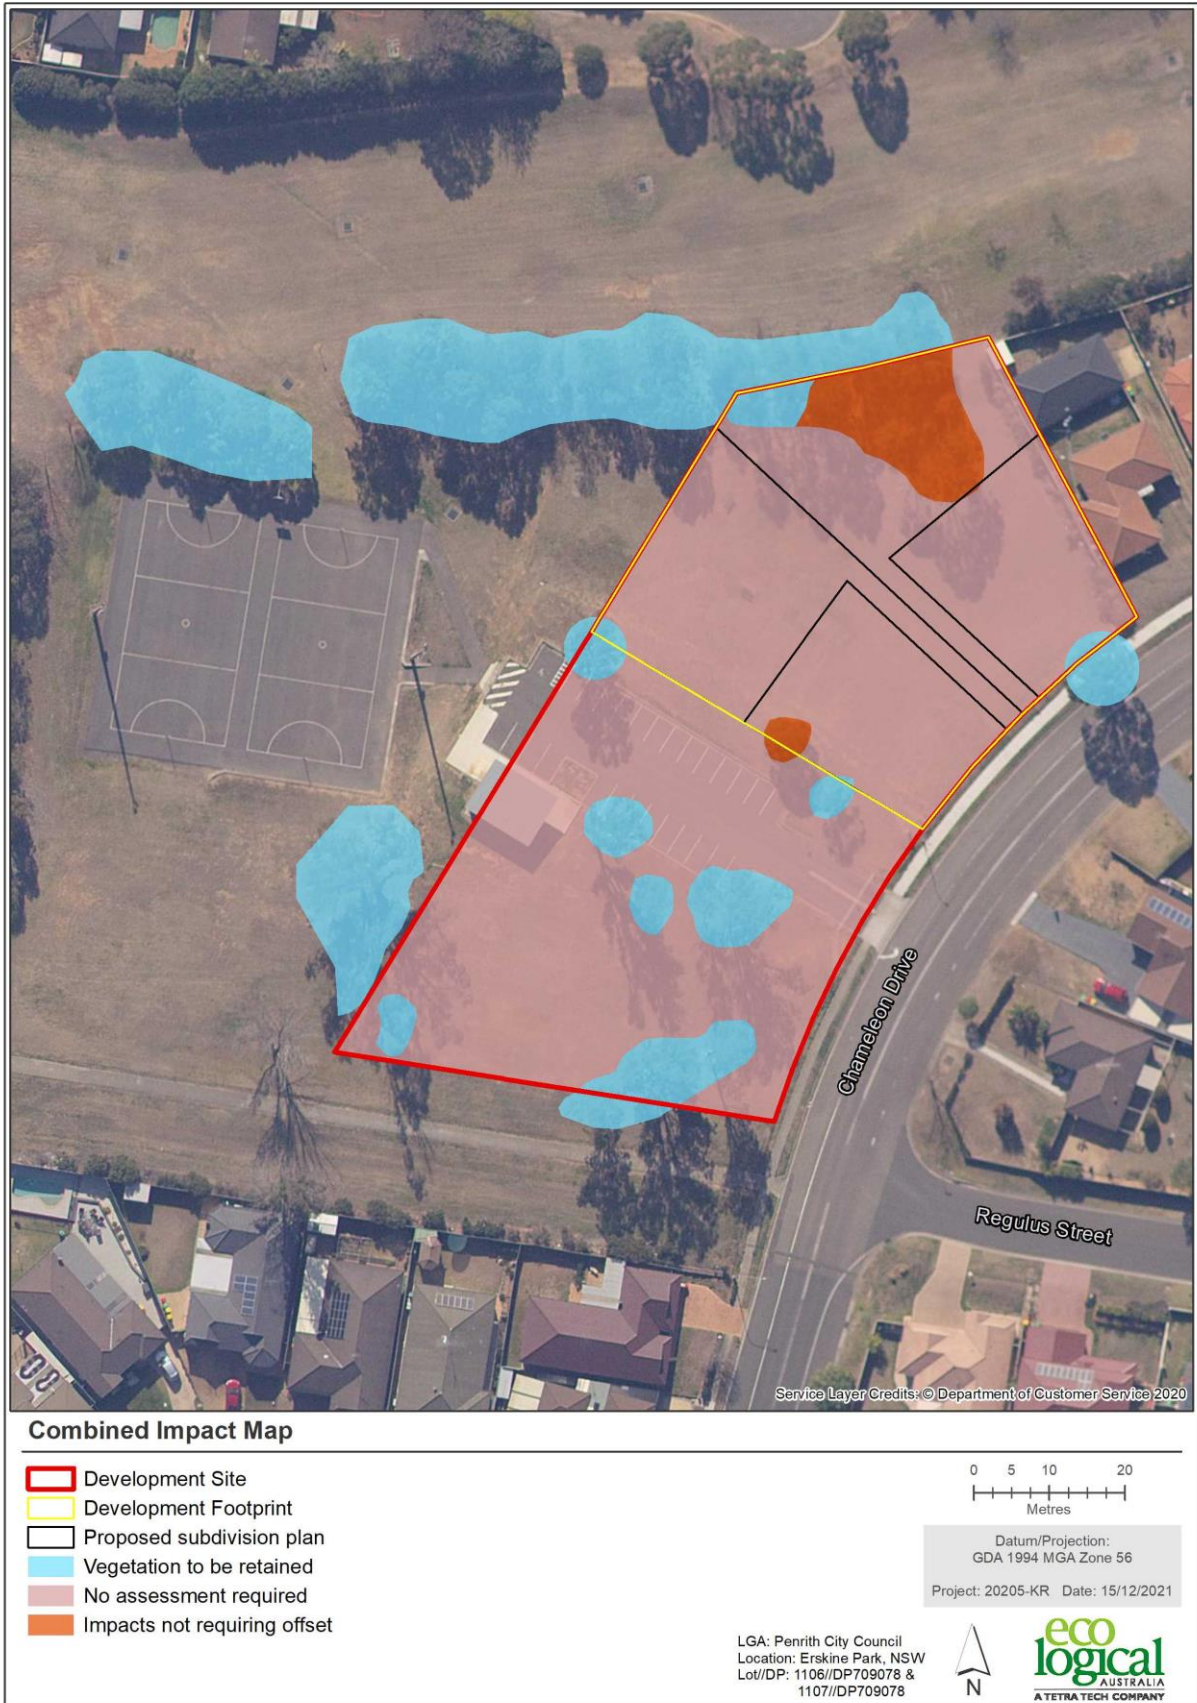 Chameleon Drive
Regulus Street
Service Layer Credits: © Department of Customer Service 2020
Combined Impact Map
Development Site
Development Footprint
Proposed subdivision plan
Vegetation to be retained
No assessment required
Impacts not requiring offset
0 5 10 20
Metres
Datum/Projection:
GDA 1994 MGA Zone 56
Project: 20205-KR Date: 15/12/2021
LGA: Penrith City Council
Location: Erskine Park, NSW
Lot//DP: 1106//DP709078 &
1107//DP709078
N
eco
logical
AUSTRALIA
A TETRA TECH COMPANY